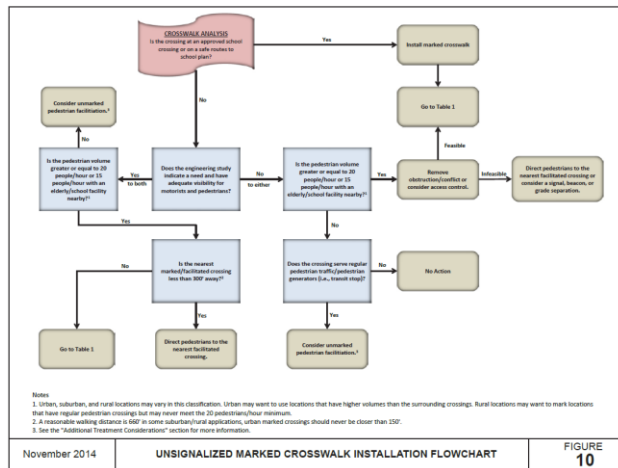 CROSSWALK ANALYSIS
Is the crossing at an approved school
crossing or on a safe routes to
school plan?
Yes
Install marked crosswalk
No
Consider unmarked
pedestrian facilitation.³
Go to Table 1
No
Feasible
Is the pedestrian volume
greater or equal to 20
people/hour or 15
people/hour with an
elderly/school facility
nearby?¹
Yes
to both
Does the engineering study
indicate a need and have
adequate visibility for
motorists and pedestrians?
No
to either
Is the pedestrian volume
greater or equal to 20
people/hour or 15
people/hour with an
elderly/school facility nearby?¹
Yes
Remove
obstruction/conflict or
consider access control.
Infeasible
Direct pedestrians to the
nearest facilitated crossing or
consider a signal, beacon, or
grade separation.
Yes
No
Is the nearest
marked/facilitated crossing
less than 300' away?²
No
Does the crossing serve regular
pedestrian traffic/pedestrian
generators (i.e., transit stop)?
No
No Action
Yes
Yes
Go to Table 1
Direct pedestrians to the
nearest facilitated
crossing.
Consider unmarked
pedestrian facilitation.³
Notes
1. Urban, suburban, and rural locations may vary in this classification. Urban may want to use locations that have higher volumes than the surrounding crossings. Rural locations may want to mark locations
that have regular pedestrian crossings but may never meet the 20 pedestrians/hour minimum.
2. A reasonable walking distance is 660' in some suburban/rural applications, urban marked crossings should never be closer than 150'.
3. See the "Additional Treatment Considerations" section for more information.
November 2014
UNSIGNALIZED MARKED CROSSWALK INSTALLATION FLOWCHART
FIGURE
10